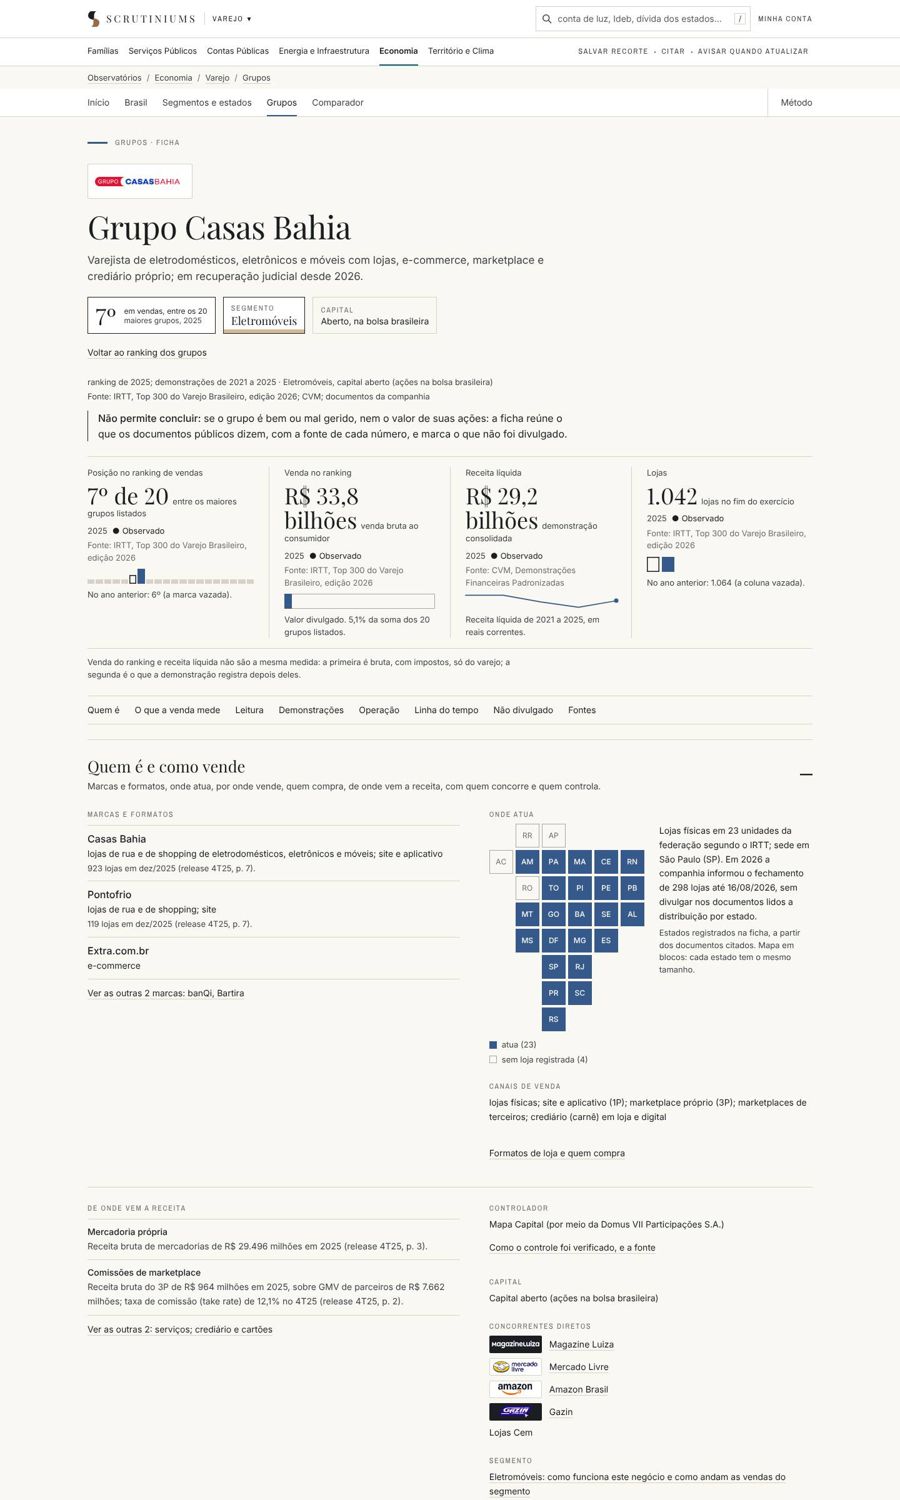 SCRUTINIUMS
VAREJO ▾
conta de luz, Ideb, dívida dos estados... /
MINHA CONTA
Famílias Serviços Públicos Contas Públicas Energia e Infraestrutura Economia Território e Clima
SALVAR RECORTE • CITAR • AVISAR QUANDO ATUALIZAR
Observatórios / Economia / Varejo / Grupos
Início Brasil Segmentos e estados Grupos Comparador Método
GRUPOS · FICHA
GRUPO CASASBAHIA
Grupo Casas Bahia
Varejista de eletrodomésticos, eletrônicos e móveis com lojas, e-commerce, marketplace e
crediário próprio; em recuperação judicial desde 2026.
7º em vendas, entre os 20
maiores grupos, 2025
SEGMENTO
Eletromóveis
CAPITAL
Aberto, na bolsa brasileira
Voltar ao ranking dos grupos
ranking de 2025; demonstrações de 2021 a 2025 · Eletromóveis, capital aberto (ações na bolsa brasileira)
Fonte: IRTT, Top 300 do Varejo Brasileiro, edição 2026; CVM; documentos da companhia
Não permite concluir: se o grupo é bem ou mal gerido, nem o valor de suas ações: a ficha reúne o
que os documentos públicos dizem, com a fonte de cada número, e marca o que não foi divulgado.
Posição no ranking de vendas
7º de 20 entre os maiores
grupos listados
2025 ● Observado
Fonte: IRTT, Top 300 do Varejo Brasileiro,
edição 2026
No ano anterior: 6º (a marca vazada).
Venda no ranking
R$ 33,8
bilhões venda bruta ao
consumidor
2025 ● Observado
Fonte: IRTT, Top 300 do Varejo
Brasileiro, edição 2026
Valor divulgado. 5,1% da soma dos 20
grupos listados.
Receita líquida
R$ 29,2
bilhões demonstração
consolidada
2025 ● Observado
Fonte: CVM, Demonstrações
Financeiras Padronizadas
Receita líquida de 2021 a 2025, em
reais correntes.
Lojas
1.042 lojas no fim do exercício
2025 ● Observado
Fonte: IRTT, Top 300 do Varejo Brasileiro,
edição 2026
No ano anterior: 1.064 (a coluna vazada).
Venda do ranking e receita líquida não são a mesma medida: a primeira é bruta, com impostos, só do varejo; a
segunda é o que a demonstração registra depois deles.
Quem é O que a venda mede Leitura Demonstrações Operação Linha do tempo Não divulgado Fontes
Quem é e como vende
Marcas e formatos, onde atua, por onde vende, quem compra, de onde vem a receita, com quem concorre e quem controla.
MARCAS E FORMATOS
Casas Bahia
lojas de rua e de shopping de eletrodomésticos, eletrônicos e móveis; site e aplicativo
923 lojas em dez/2025 (release 4T25, p. 7).
Pontofrio
lojas de rua e de shopping; site
119 lojas em dez/2025 (release 4T25, p. 7).
Extra.com.br
e-commerce
Ver as outras 2 marcas: banQi, Bartira
ONDE ATUA
RR AP
AC AM PA MA CE RN
RO TO PI PE PB
MT GO BA SE AL
MS DF MG ES
SP RJ
PR SC
RS
atua (23)
sem loja registrada (4)
Lojas físicas em 23 unidades da
federação segundo o IRTT; sede em
São Paulo (SP). Em 2026 a
companhia informou o fechamento
de 298 lojas até 16/08/2026, sem
divulgar nos documentos lidos a
distribuição por estado.
Estados registrados na ficha, a partir
dos documentos citados. Mapa em
blocos: cada estado tem o mesmo
tamanho.
CANAIS DE VENDA
lojas físicas; site e aplicativo (1P); marketplace próprio (3P); marketplaces de
terceiros; crediário (carnê) em loja e digital
Formatos de loja e quem compra
DE ONDE VEM A RECEITA
Mercadoria própria
Receita bruta de mercadorias de R$ 29.496 milhões em 2025 (release 4T25, p. 3).
Comissões de marketplace
Receita bruta do 3P de R$ 964 milhões em 2025, sobre GMV de parceiros de R$ 7.662
milhões; taxa de comissão (take rate) de 12,1% no 4T25 (release 4T25, p. 2).
Ver as outras 2: serviços; crediário e cartões
CONTROLADOR
Mapa Capital (por meio da Domus VII Participações S.A.)
Como o controle foi verificado, e a fonte
CAPITAL
Capital aberto (ações na bolsa brasileira)
CONCORRENTES DIRETOS
magazineluiza Magazine Luiza
mercado livre Mercado Livre
amazon Amazon Brasil
GAZIN Gazin
Lojas Cem
SEGMENTO
Eletromóveis: como funciona este negócio e como andam as vendas do
segmento